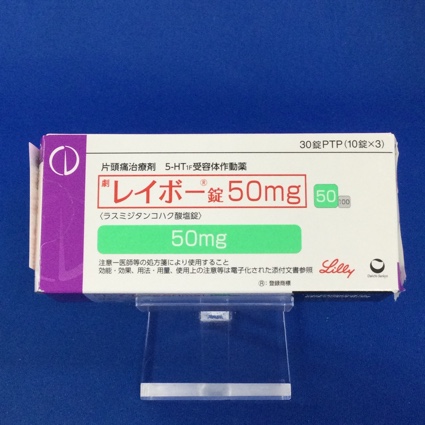 30錠PTP(10錠×3)
片頭痛治療剤 5-HT1F受容体作動薬
劇 レイボー®錠 50mg
50 100
〈ラスミジタンコハク酸塩錠〉
50mg
注意-医師等の処方箋により使用すること
効能・効果、用法・用量、使用上の注意等は電子化された添付文書参照
Lilly
Daiichi-Sankyo
Ⓡ:登録商標